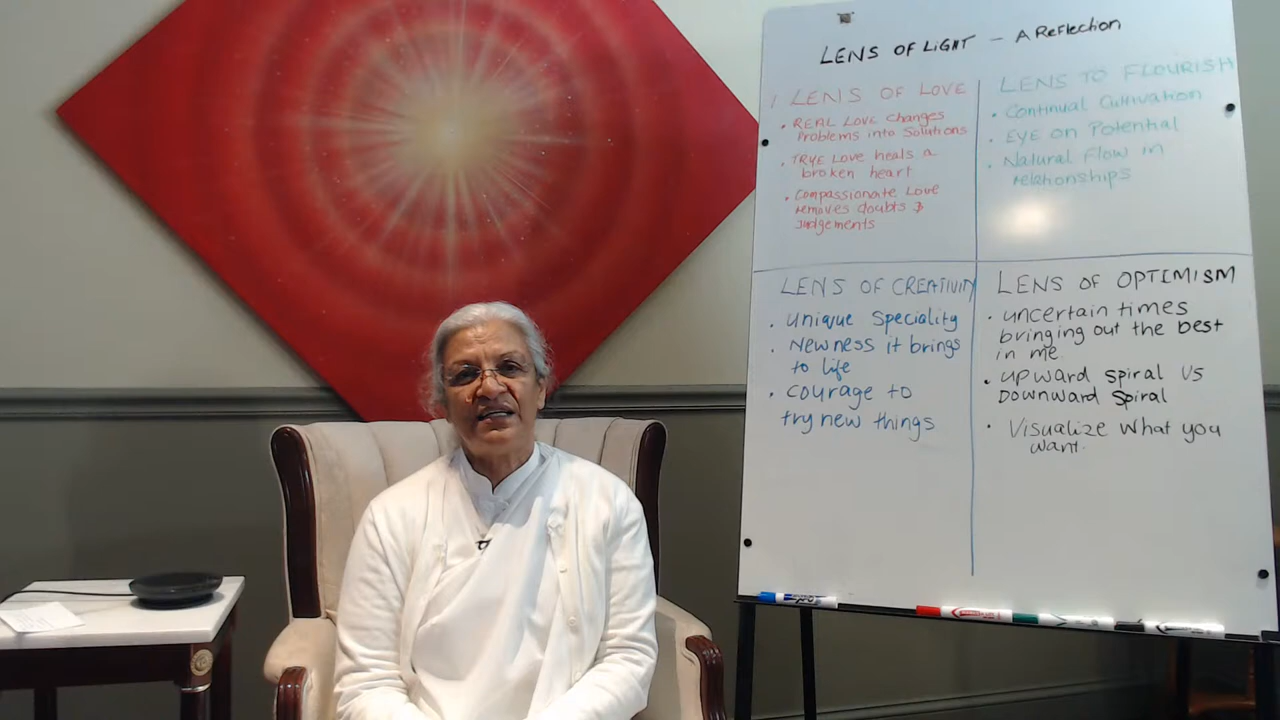 LENS OF LIGHT — A Reflection
1 LENS OF LOVE
• REAL LOVE Changes
Problems into Solutions
• TRYE LOVE heals a
broken heart
• Compassionate LOVE
removes doubts &
Judgements
LENS TO FLOURISH
• Continual Cultivation
• Eye on Potential
• Natural Flow in
relationships
LENS OF CREATIVITY
• Unique Speciality
• Newness it brings
to life
• Courage to
try new things
LENS OF OPTIMISM
• Uncertain times
bringing out the best
in me
• Upward spiral vs
Downward Spiral
• Visualize what you
want.